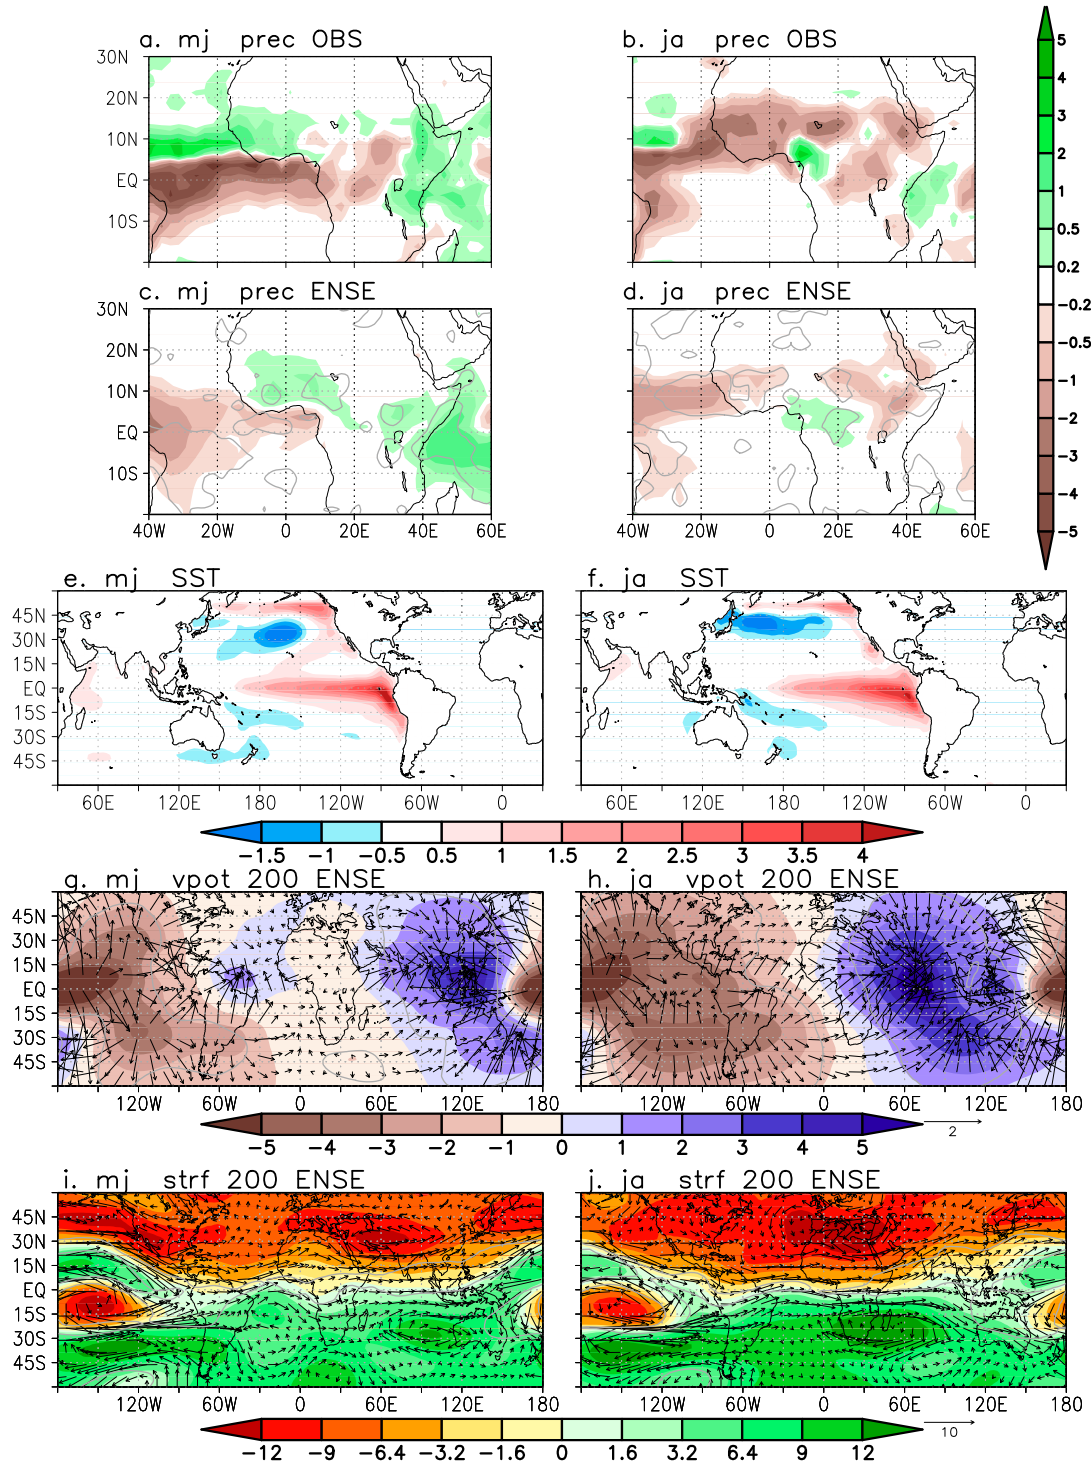 a. mj prec OBS
b. ja prec OBS
30N
20N
10N
EQ
10S
5
4
3
2
1
0.5
0.2
-0.2
-0.5
-1
-2
-3
-4
-5
c. mj prec ENSE
d. ja prec ENSE
30N
20N
10N
EQ
10S
40W 20W 0 20E 40E 60E
40W 20W 0 20E 40E 60E
e. mj SST
f. ja SST
45N
30N
15N
EQ
15S
30S
45S
60E 120E 180 120W 60W 0
60E 120E 180 120W 60W 0
-1.5 -1 -0.5 0.5 1 1.5 2 2.5 3 3.5 4
g. mj vpot 200 ENSE
h. ja vpot 200 ENSE
45N
30N
15N
EQ
15S
30S
45S
120W 60W 0 60E 120E 180
120W 60W 0 60E 120E 180
-5 -4 -3 -2 -1 0 1 2 3 4 5
2
i. mj strf 200 ENSE
j. ja strf 200 ENSE
45N
30N
15N
EQ
15S
30S
45S
120W 60W 0 60E 120E 180
120W 60W 0 60E 120E 180
-12 -9 -6.4 -3.2 -1.6 0 1.6 3.2 6.4 9 12
10